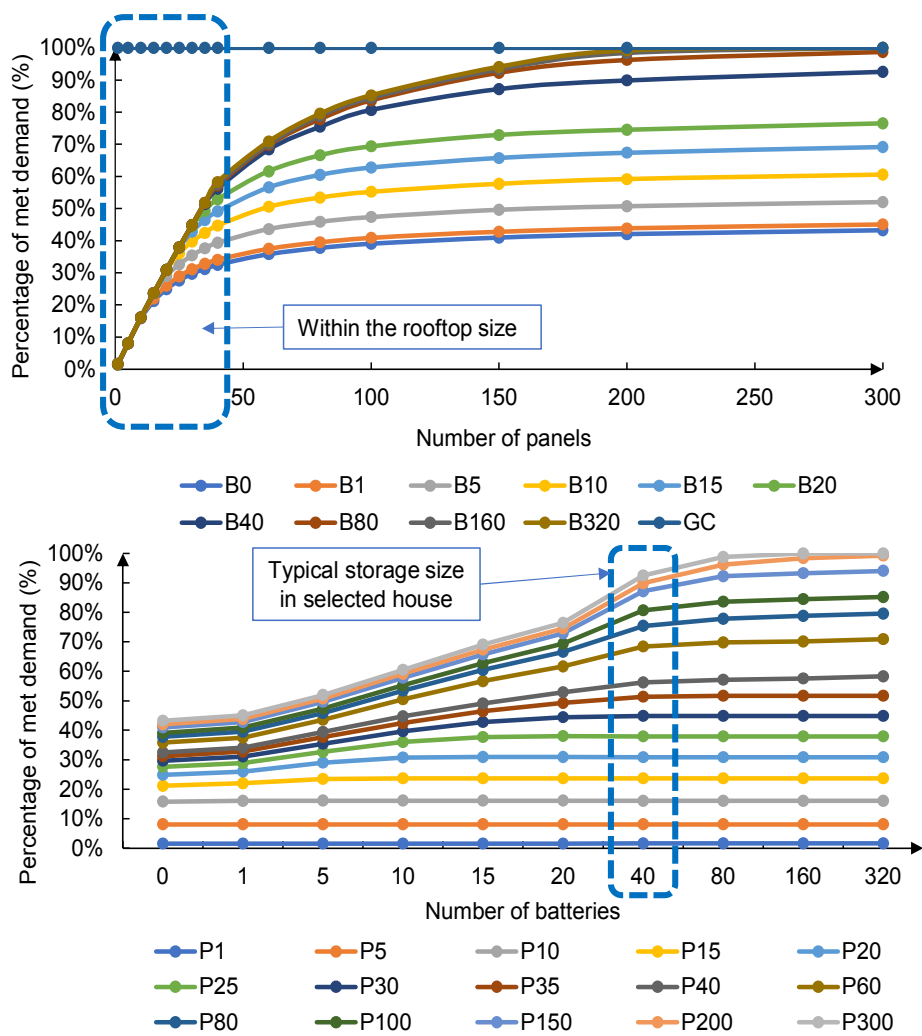 Percentage of met demand (%)
100%
90%
80%
70%
60%
50%
40%
30%
20%
10%
0%
Within the rooftop size
0 50 100 150 200 250 300
Number of panels
B0 B1 B5 B10 B15 B20
B40 B80 B160 B320 GC
Percentage of met demand (%)
100%
90%
80%
70%
60%
50%
40%
30%
20%
10%
0%
Typical storage size
in selected house
0 1 5 10 15 20 40 80 160 320
Number of batteries
P1 P5 P10 P15 P20
P25 P30 P35 P40 P60
P80 P100 P150 P200 P300